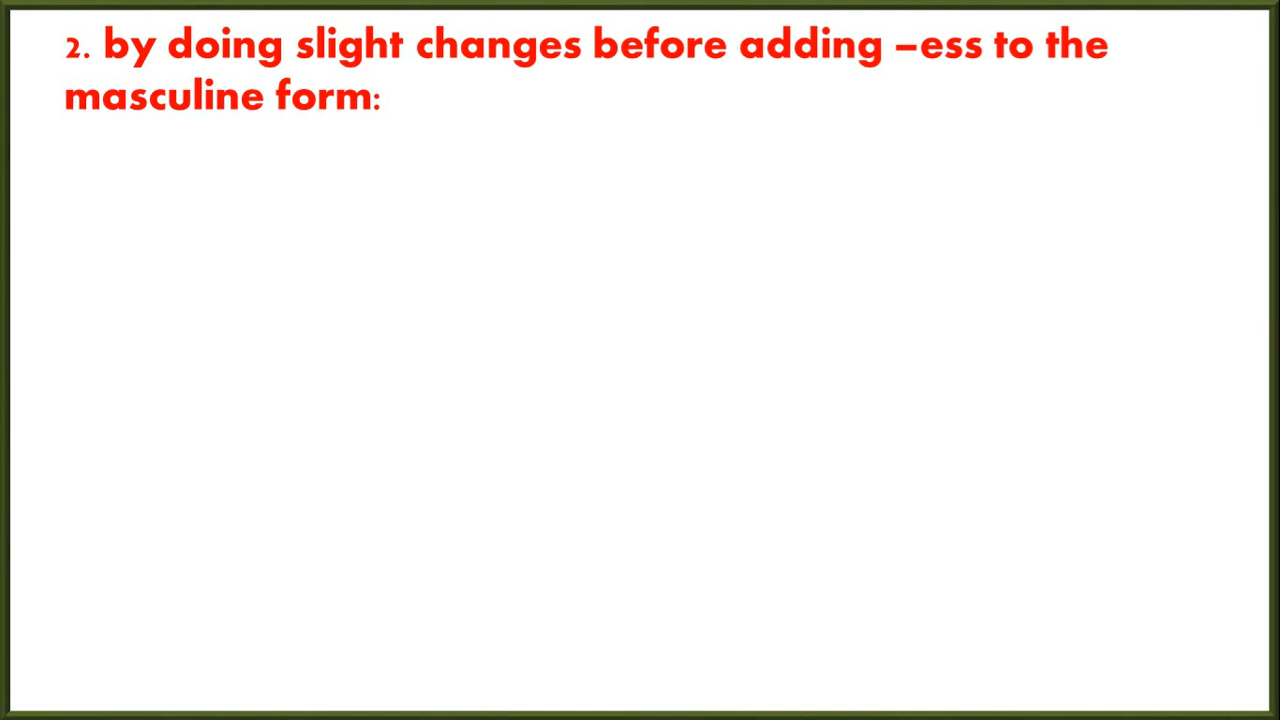 2. by doing slight changes before adding –ess to the
masculine form: